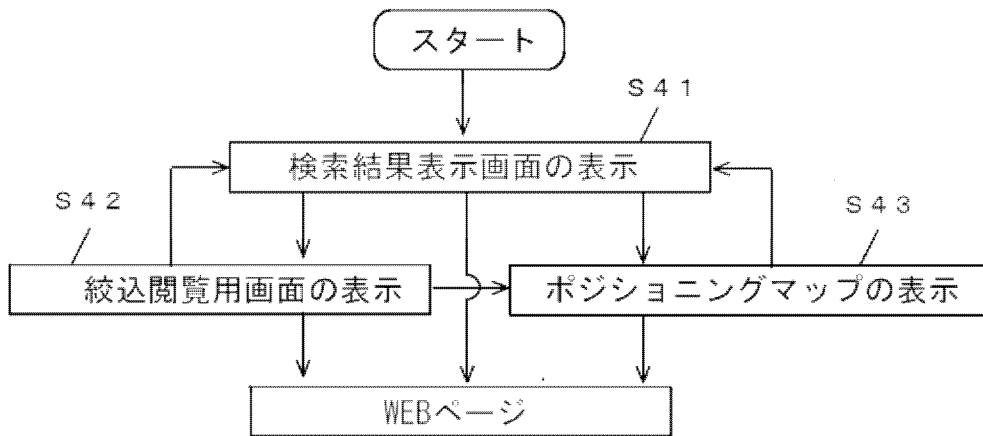 スタート
S41
検索結果表示画面の表示
S42
S43
絞込閲覧用画面の表示
ポジショニングマップの表示
WEBページ